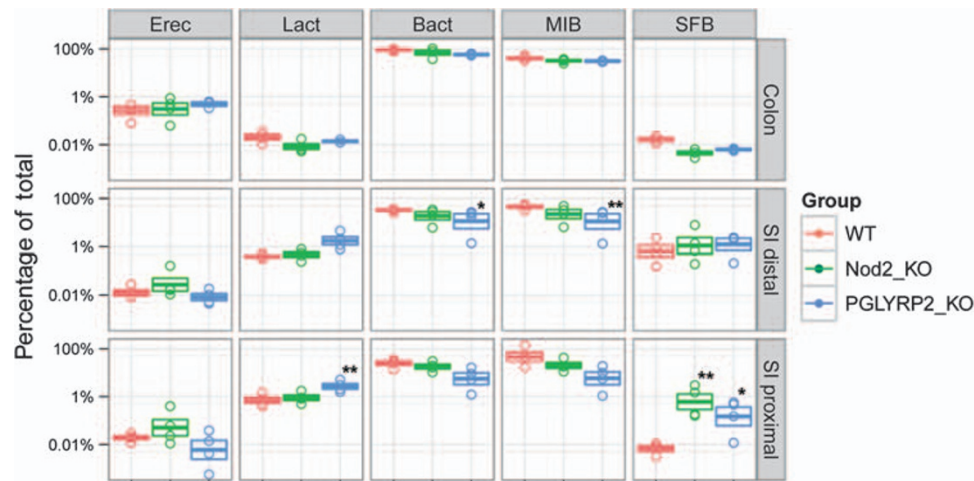 Erec Lact Bact MIB SFB
100%
1%
0.01%
Colon
100%
1%
0.01%
* **
SI distal
100%
1%
0.01%
** ** *
SI proximal
Percentage of total
Group
WT
Nod2_KO
PGLYRP2_KO